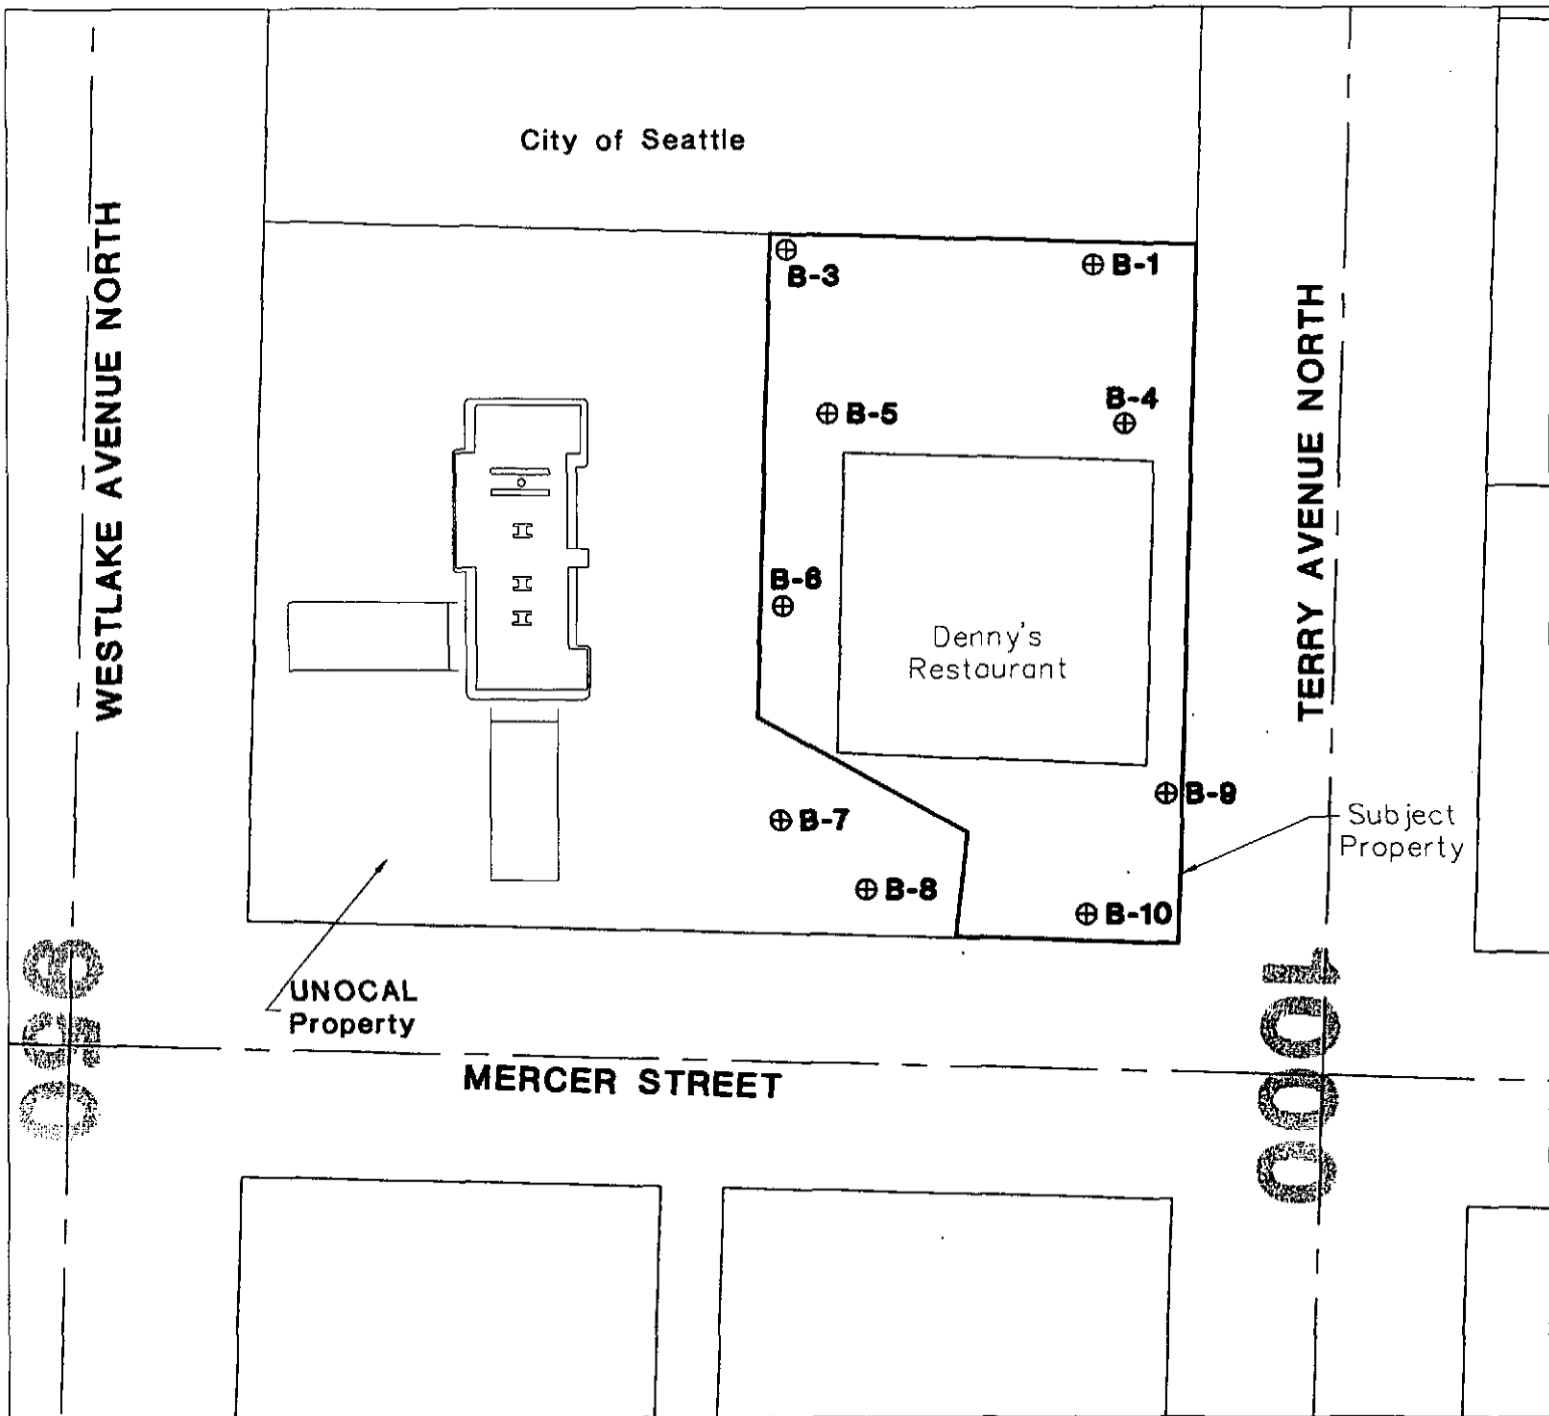 City of Seattle
WESTLAKE AVENUE NORTH
B-3
B-1
TERRY AVENUE NORTH
B-5
B-4
B-6
Denny's
Restaurant
B-7
B-9
Subject
Property
B-8
B-10
UNOCAL
Property
MERCER STREET
950
1000